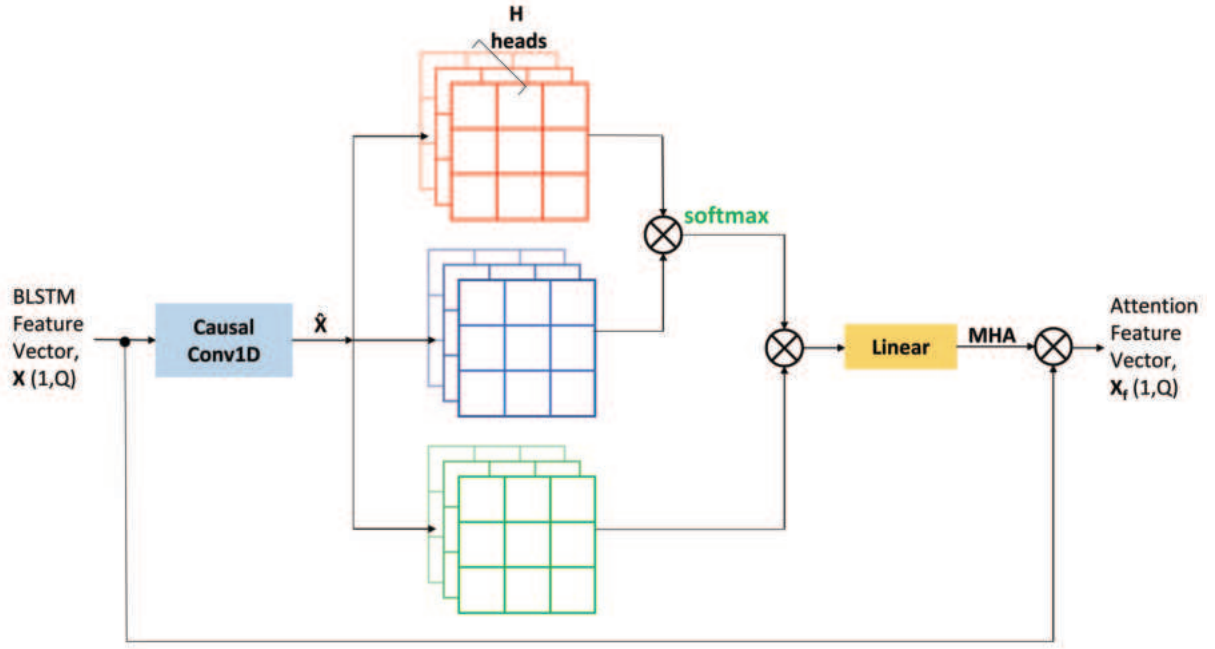 H
heads
softmax
BLSTM
Feature
Vector,
X (1,Q)
Causal
Conv1D
X̂
Linear
MHA
Attention
Feature
Vector,
Xf (1,Q)